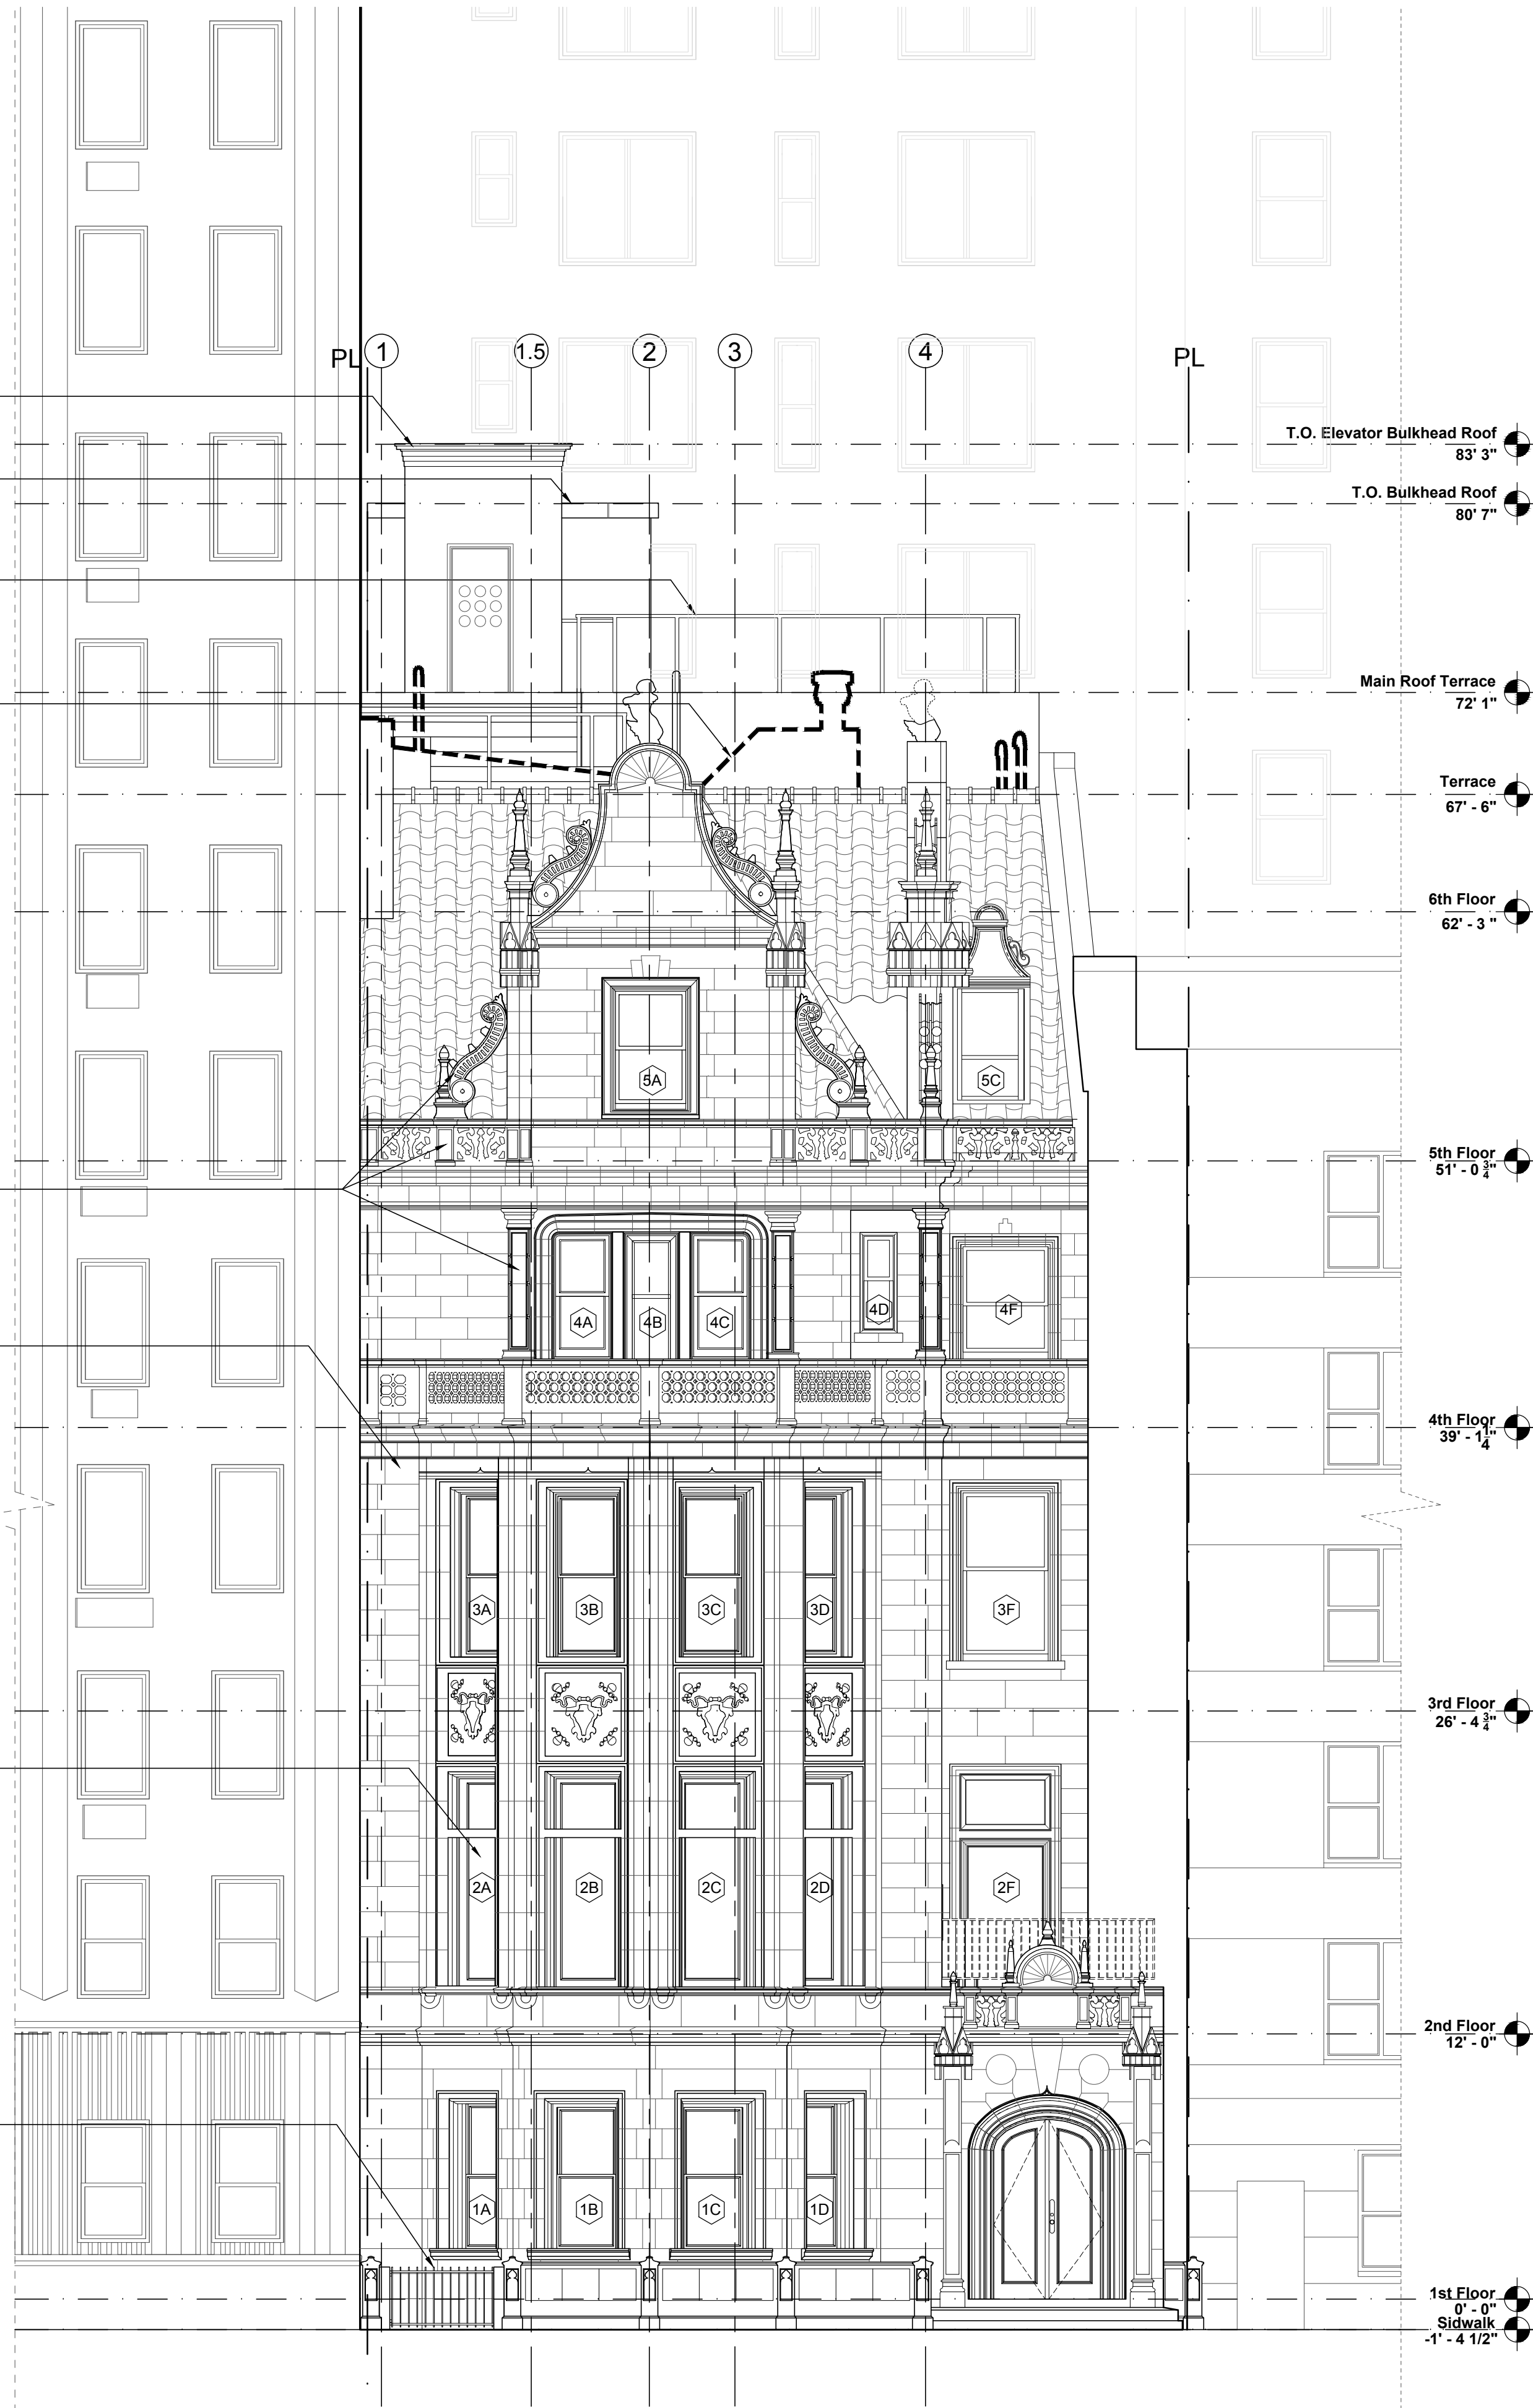 PL 1 1.5 2 3 4 PL
T.O. Elevator Bulkhead Roof
83' 3"
T.O. Bulkhead Roof
80' 7"
Main Roof Terrace
72' 1"
Terrace
67' - 6"
6th Floor
62' - 3 "
5A 5C
5th Floor
51' - 0 3/4"
4A 4B 4C 4D 4F
4th Floor
39' - 1 1/4"
3A 3B 3C 3D 3F
3rd Floor
26' - 4 3/4"
2A 2B 2C 2D 2F
2nd Floor
12' - 0"
1A 1B 1C 1D
1st Floor
0' - 0"
Sidwalk
-1' - 4 1/2"